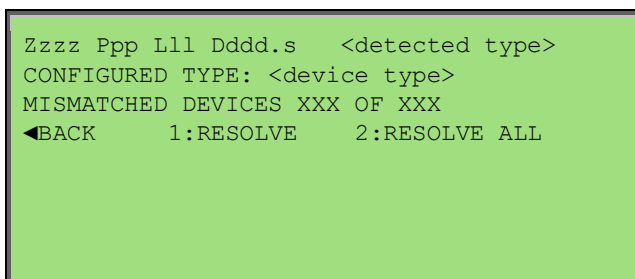 Zzzz Ppp Lll Dddd.s <detected type>
CONFIGURED TYPE: <device type>
MISMATCHED DEVICES XXX OF XXX
◄BACK 1:RESOLVE 2:RESOLVE ALL